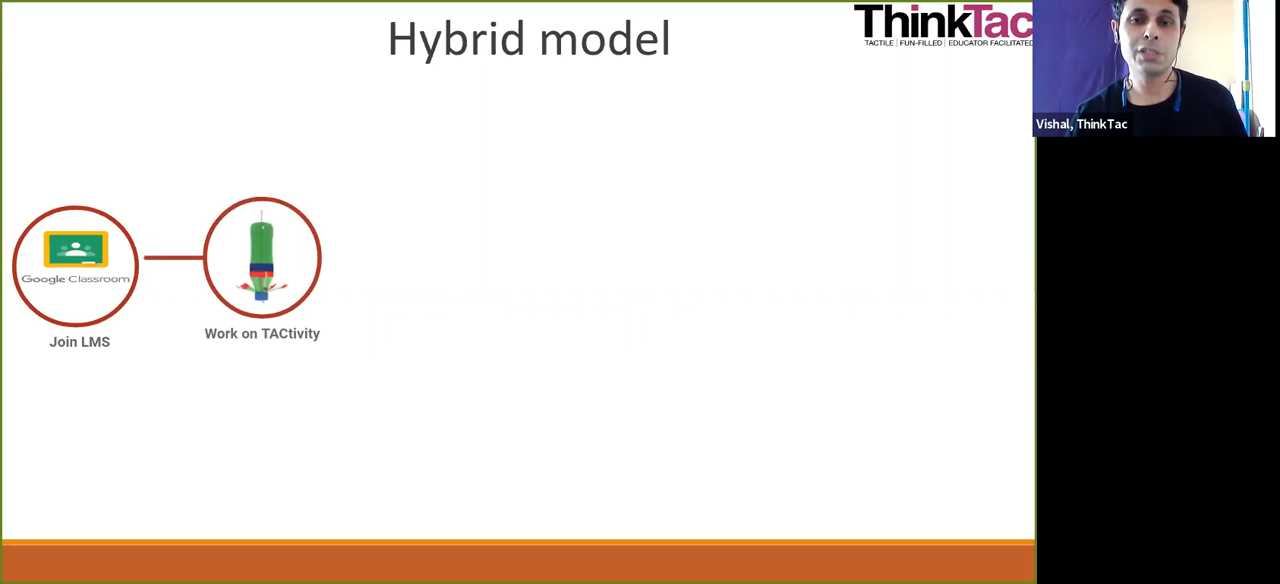 Hybrid model
ThinkTac
TACTILE | FUN-FILLED | EDUCATOR FACILITATED
Vishal, ThinkTac
Google Classroom
Join LMS
Work on TACtivity